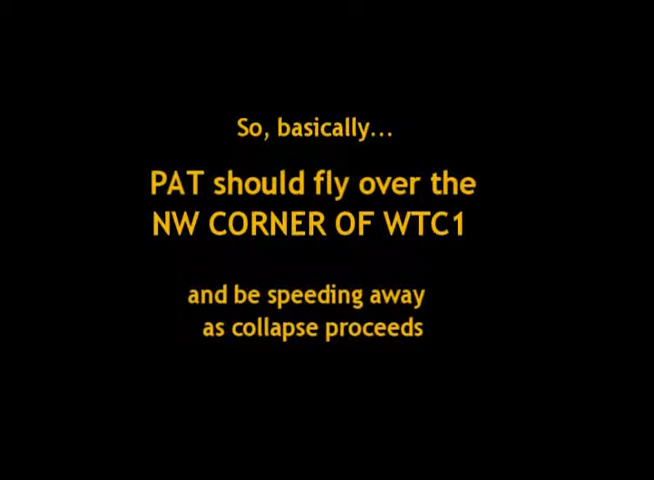 So, basically...
PAT should fly over the
NW CORNER OF WTC1
and be speeding away
as collapse proceeds